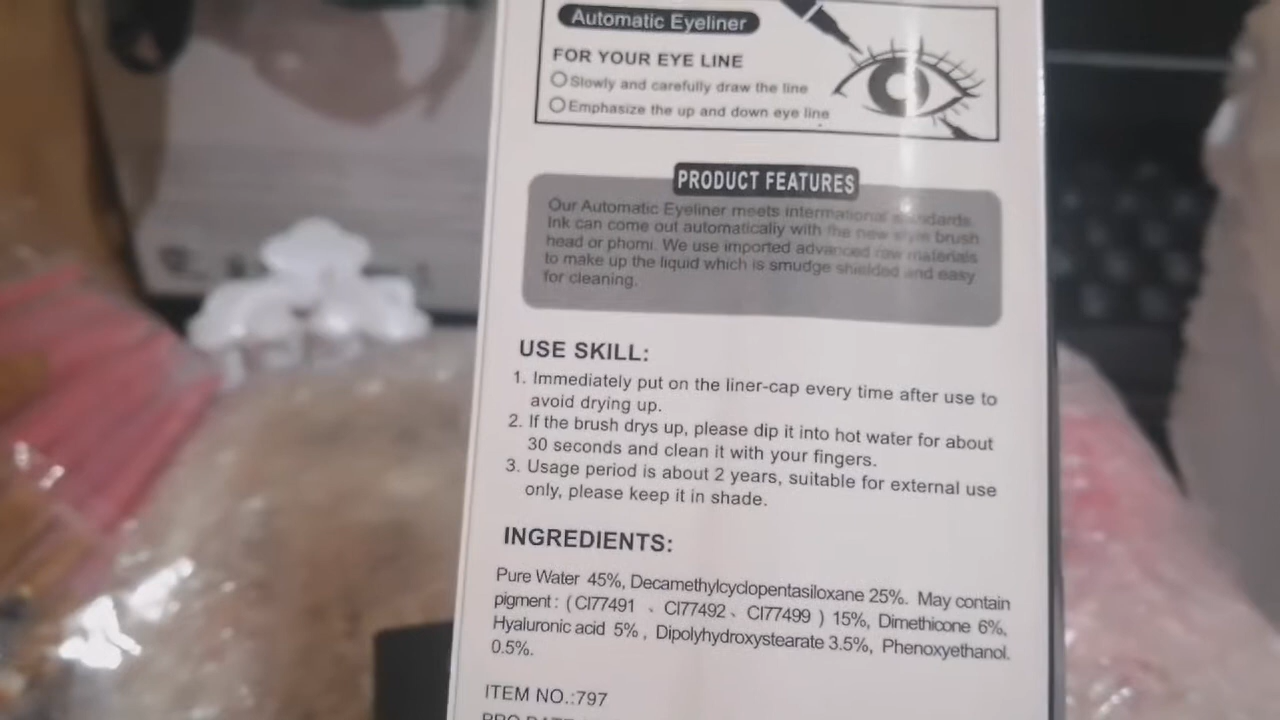 Automatic Eyeliner
FOR YOUR EYE LINE
Slowly and carefully draw the line
Emphasize the up and down eye line
PRODUCT FEATURES
Our Automatic Eyeliner meets intermational standards.
Ink can come out automatically with the new style brush
head or phomi. We use imported advanced row materials
to make up the liquid which is smudge shielded and easy
for cleaning.
USE SKILL:
1. Immediately put on the liner-cap every time after use to
avoid drying up.
2. If the brush drys up, please dip it into hot water for about
30 seconds and clean it with your fingers.
3. Usage period is about 2 years, suitable for external use
only, please keep it in shade.
INGREDIENTS:
Pure Water 45%, Decamethylcyclopentasiloxane 25%. May contain
pigment: (CI77491 、 CI77492、CI77499 ) 15%, Dimethicone 6%,
Hyaluronic acid 5% , Dipolyhydroxystearate 3.5%, Phenoxyethanol.
0.5%.
ITEM NO.:797